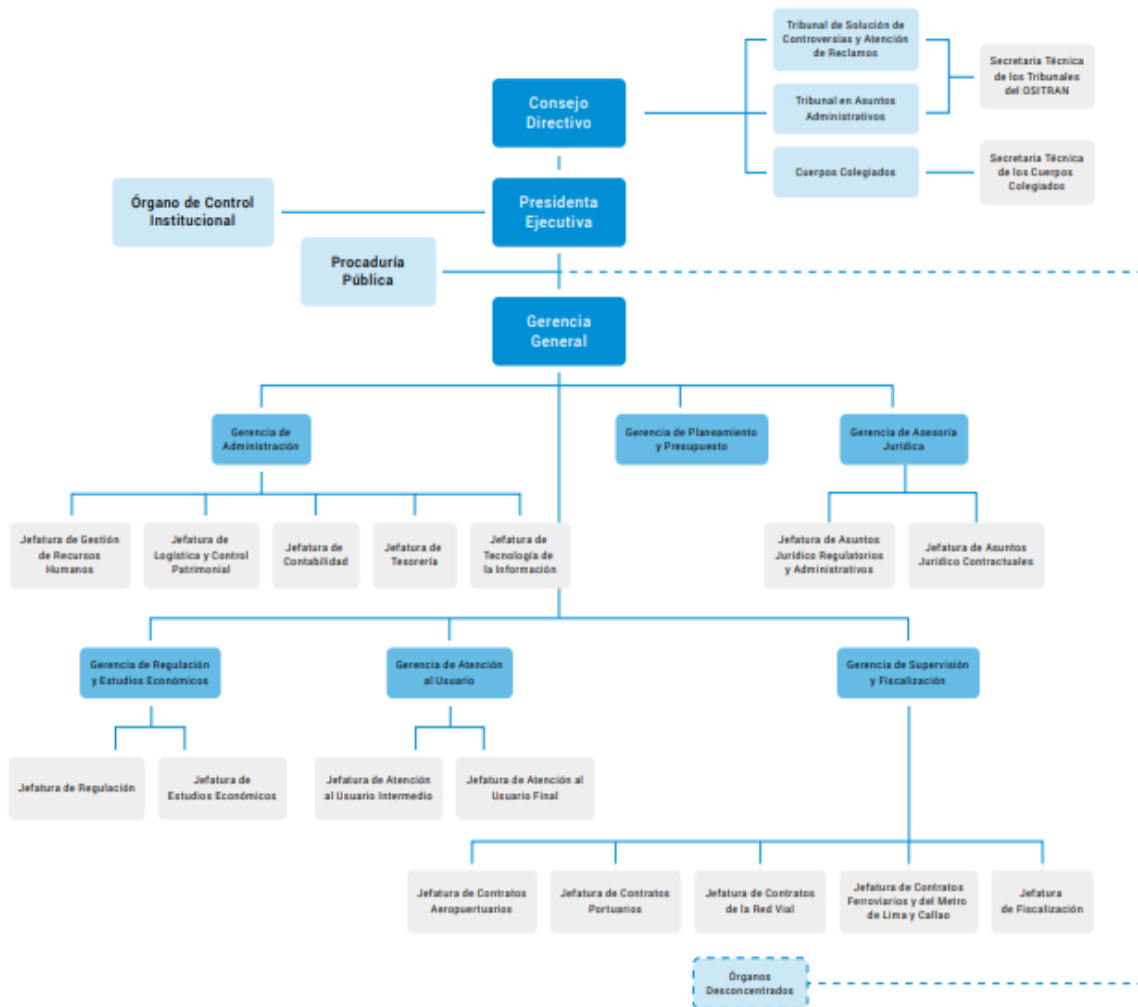 Tribunal de Solución de
Controversias y Atención
de Reclamos
Secretaria Técnica
de los Tribunales
del OSITRAN
Consejo
Directivo
Tribunal en Asuntos
Administrativos
Cuerpos Colegiados
Secretaria Técnica
de los Cuerpos
Colegiados
Órgano de Control
Institucional
Presidenta
Ejecutiva
Procaduría
Pública
Gerencia
General
Gerencia de
Administración
Gerencia de Planeamiento
y Presupuesto
Gerencia de Asesoría
Jurídica
Jefatura de Gestión
de Recursos
Humanos
Jefatura de
Logística y Control
Patrimonial
Jefatura de
Contabilidad
Jefatura de
Tesorería
Jefatura de
Tecnología de
la Información
Jefatura de Asuntos
Jurídico Regulatorios
y Administrativos
Jefatura de Asuntos
Jurídico Contractuales
Gerencia de Regulación
y Estudios Económicos
Gerencia de Atención
al Usuario
Gerencia de Supervisión
y Fiscalización
Jefatura de Regulación
Jefatura de
Estudios Económicos
Jefatura de Atención
al Usuario Intermedio
Jefatura de Atención al
Usuario Final
Jefatura de Contratos
Aeropuertuarios
Jefatura de Contratos
Portuarios
Jefatura de Contratos
de la Red Vial
Jefatura de Contratos
Ferroviarios y del Metro
de Lima y Callao
Jefatura
de Fiscalización
Órganos
Desconcentrados